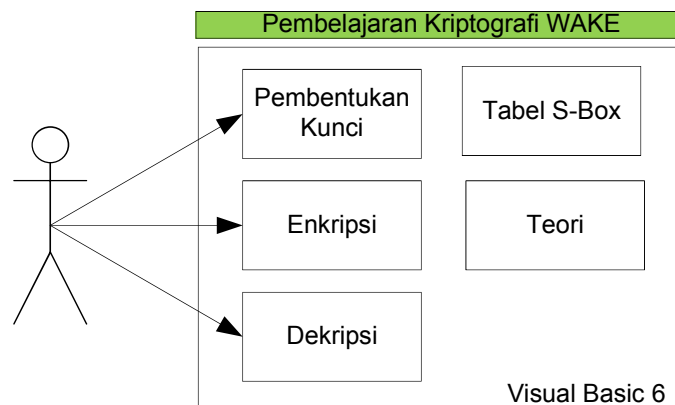 Pembelajaran Kriptografi WAKE
Pembentukan
Kunci
Tabel S-Box
Enkripsi
Teori
Dekripsi
Visual Basic 6